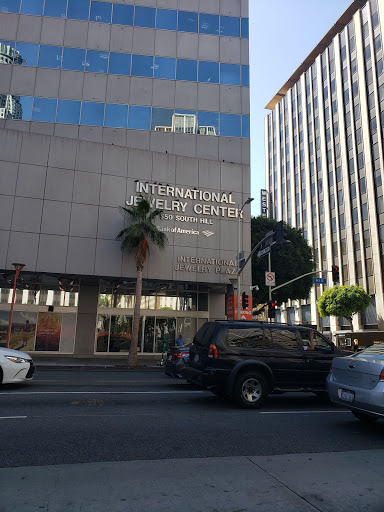 INTERNATIONAL
JEWELRY CENTER
550 SOUTH HILL
Bank of America
INTERNATIONAL
JEWELRY PLAZA